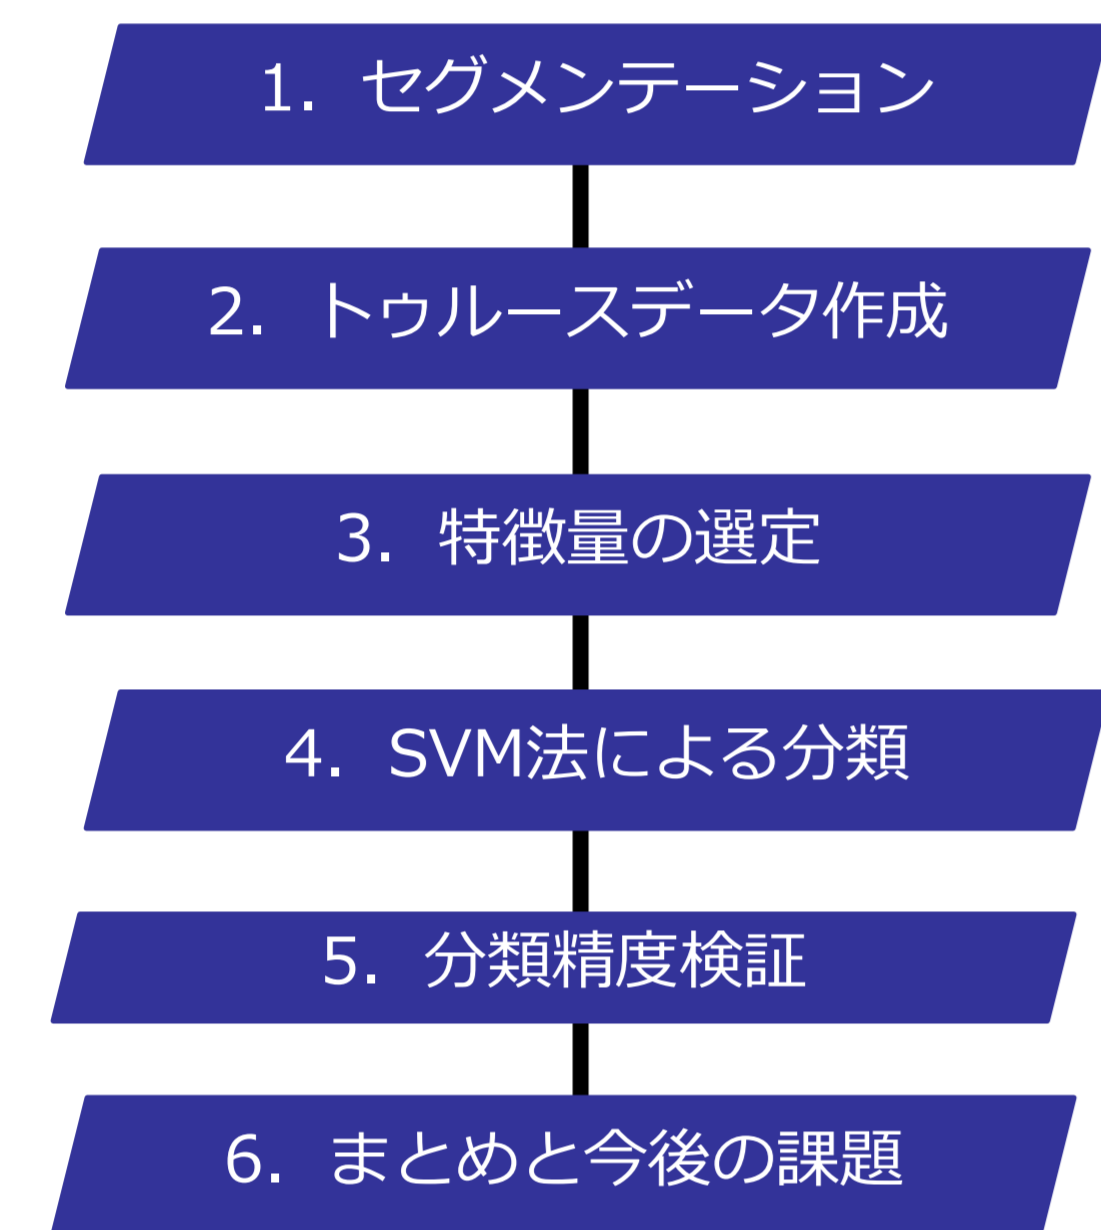 1. セグメンテーション
2. トゥルースデータ作成
3. 特徴量の選定
4. SVM法による分類
5. 分類精度検証
6. まとめと今後の課題